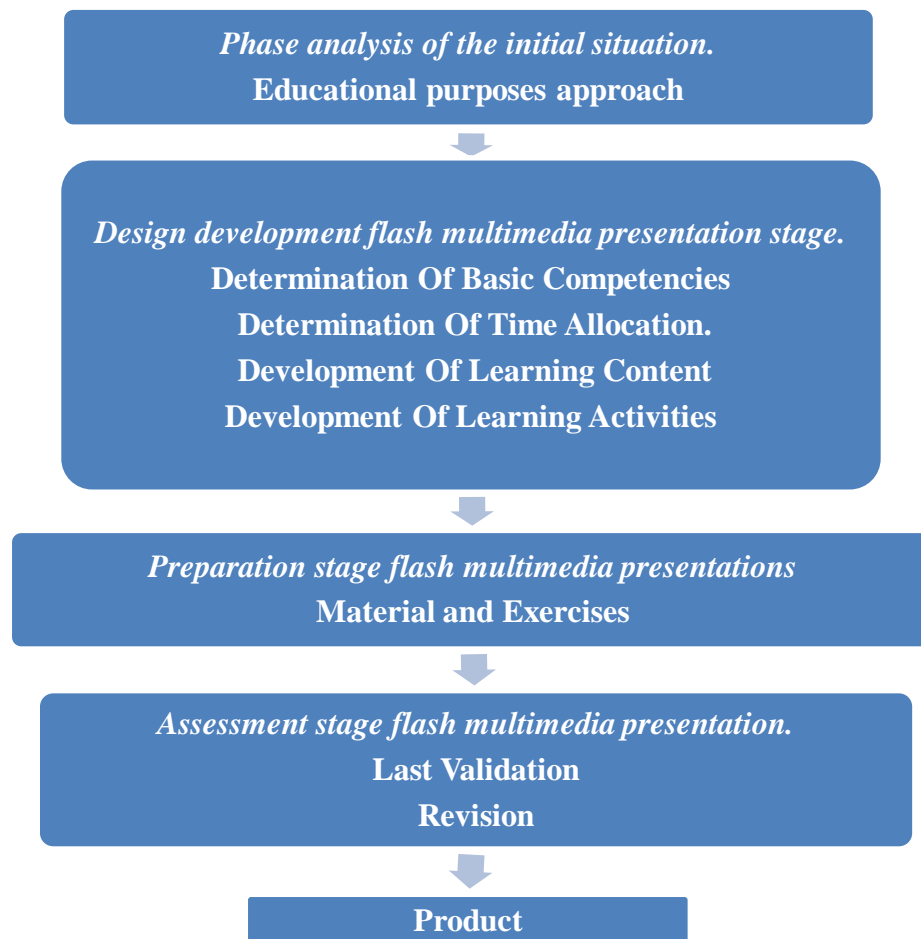 Phase analysis of the initial situation.
Educational purposes approach
Design development flash multimedia presentation stage.
Determination Of Basic Competencies
Determination Of Time Allocation.
Development Of Learning Content
Development Of Learning Activities
Preparation stage flash multimedia presentations
Material and Exercises
Assessment stage flash multimedia presentation.
Last Validation
Revision
Product